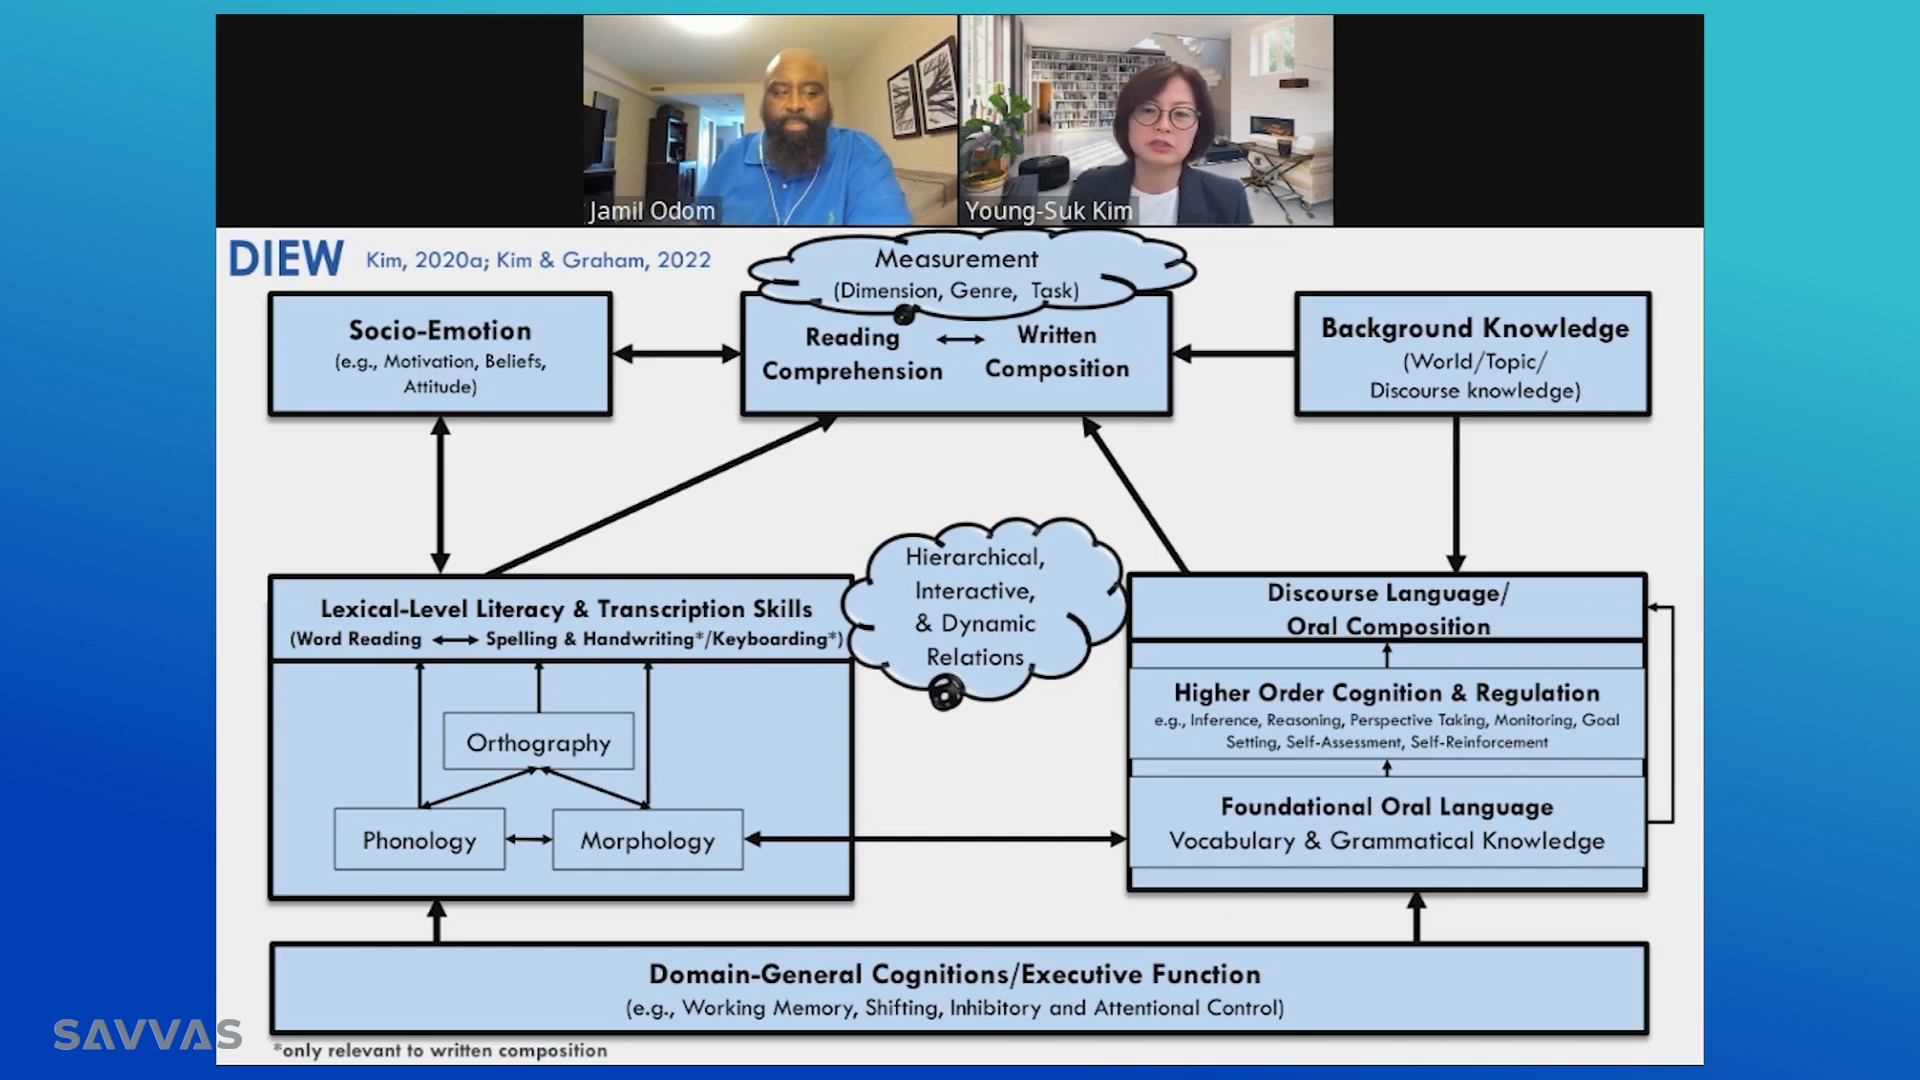 Jamil Odom
Young-Suk Kim
DIEW Kim, 2020a; Kim & Graham, 2022
Measurement
(Dimension, Genre, Task)
Socio-Emotion
(e.g., Motivation, Beliefs,
Attitude)
Reading
Comprehension
Written
Composition
Background Knowledge
(World/Topic/
Discourse knowledge)
Hierarchical,
Interactive,
& Dynamic
Relations
Lexical-Level Literacy & Transcription Skills
(Word Reading Spelling & Handwriting*/Keyboarding*)
Orthography
Phonology
Morphology
Discourse Language/
Oral Composition
Higher Order Cognition & Regulation
e.g., Inference, Reasoning, Perspective Taking, Monitoring, Goal
Setting, Self-Assessment, Self-Reinforcement
Foundational Oral Language
Vocabulary & Grammatical Knowledge
Domain-General Cognitions/Executive Function
(e.g., Working Memory, Shifting, Inhibitory and Attentional Control)
*only relevant to written composition
SAVVAS